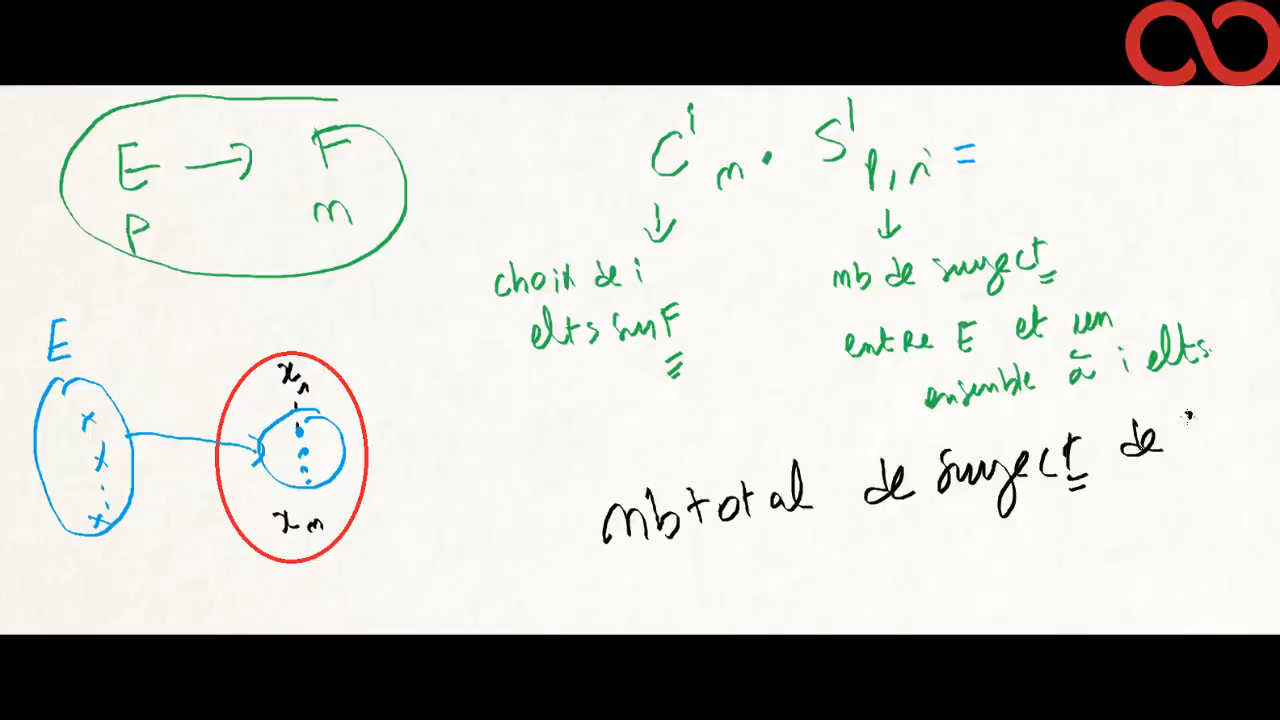 E → F
P m
C^i_m . S_{P,i} =
↓ ↓
choix de i
elts sur F
nb de surject
entre E et un
ensemble à i elts.
E
x
x
x
x_1
x_m
nb total de surject de